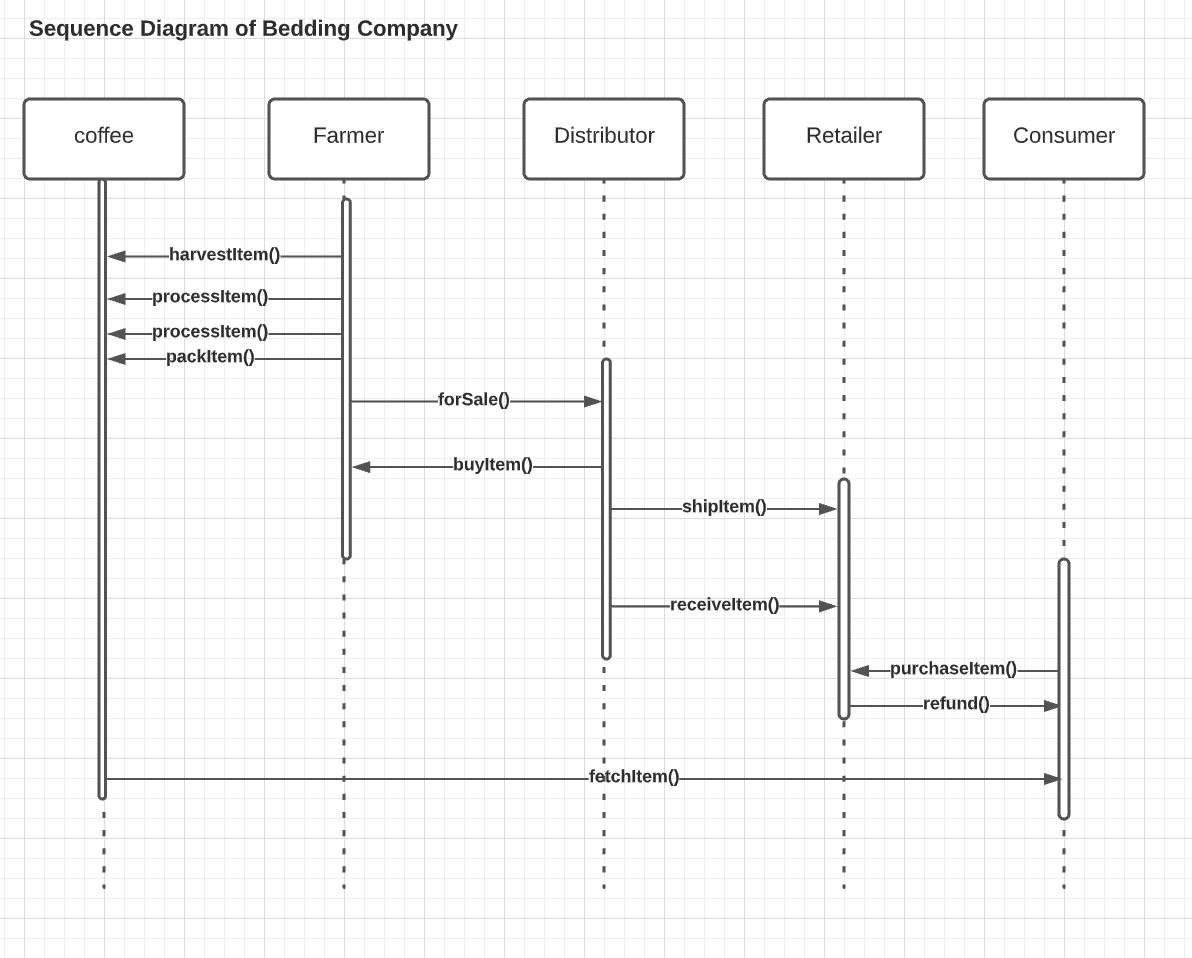 Sequence Diagram of Bedding Company
coffee
Farmer
Distributor
Retailer
Consumer
harvestItem()
processItem()
processItem()
packItem()
forSale()
buyItem()
shipItem()
receiveItem()
purchaseItem()
refund()
fetchItem()